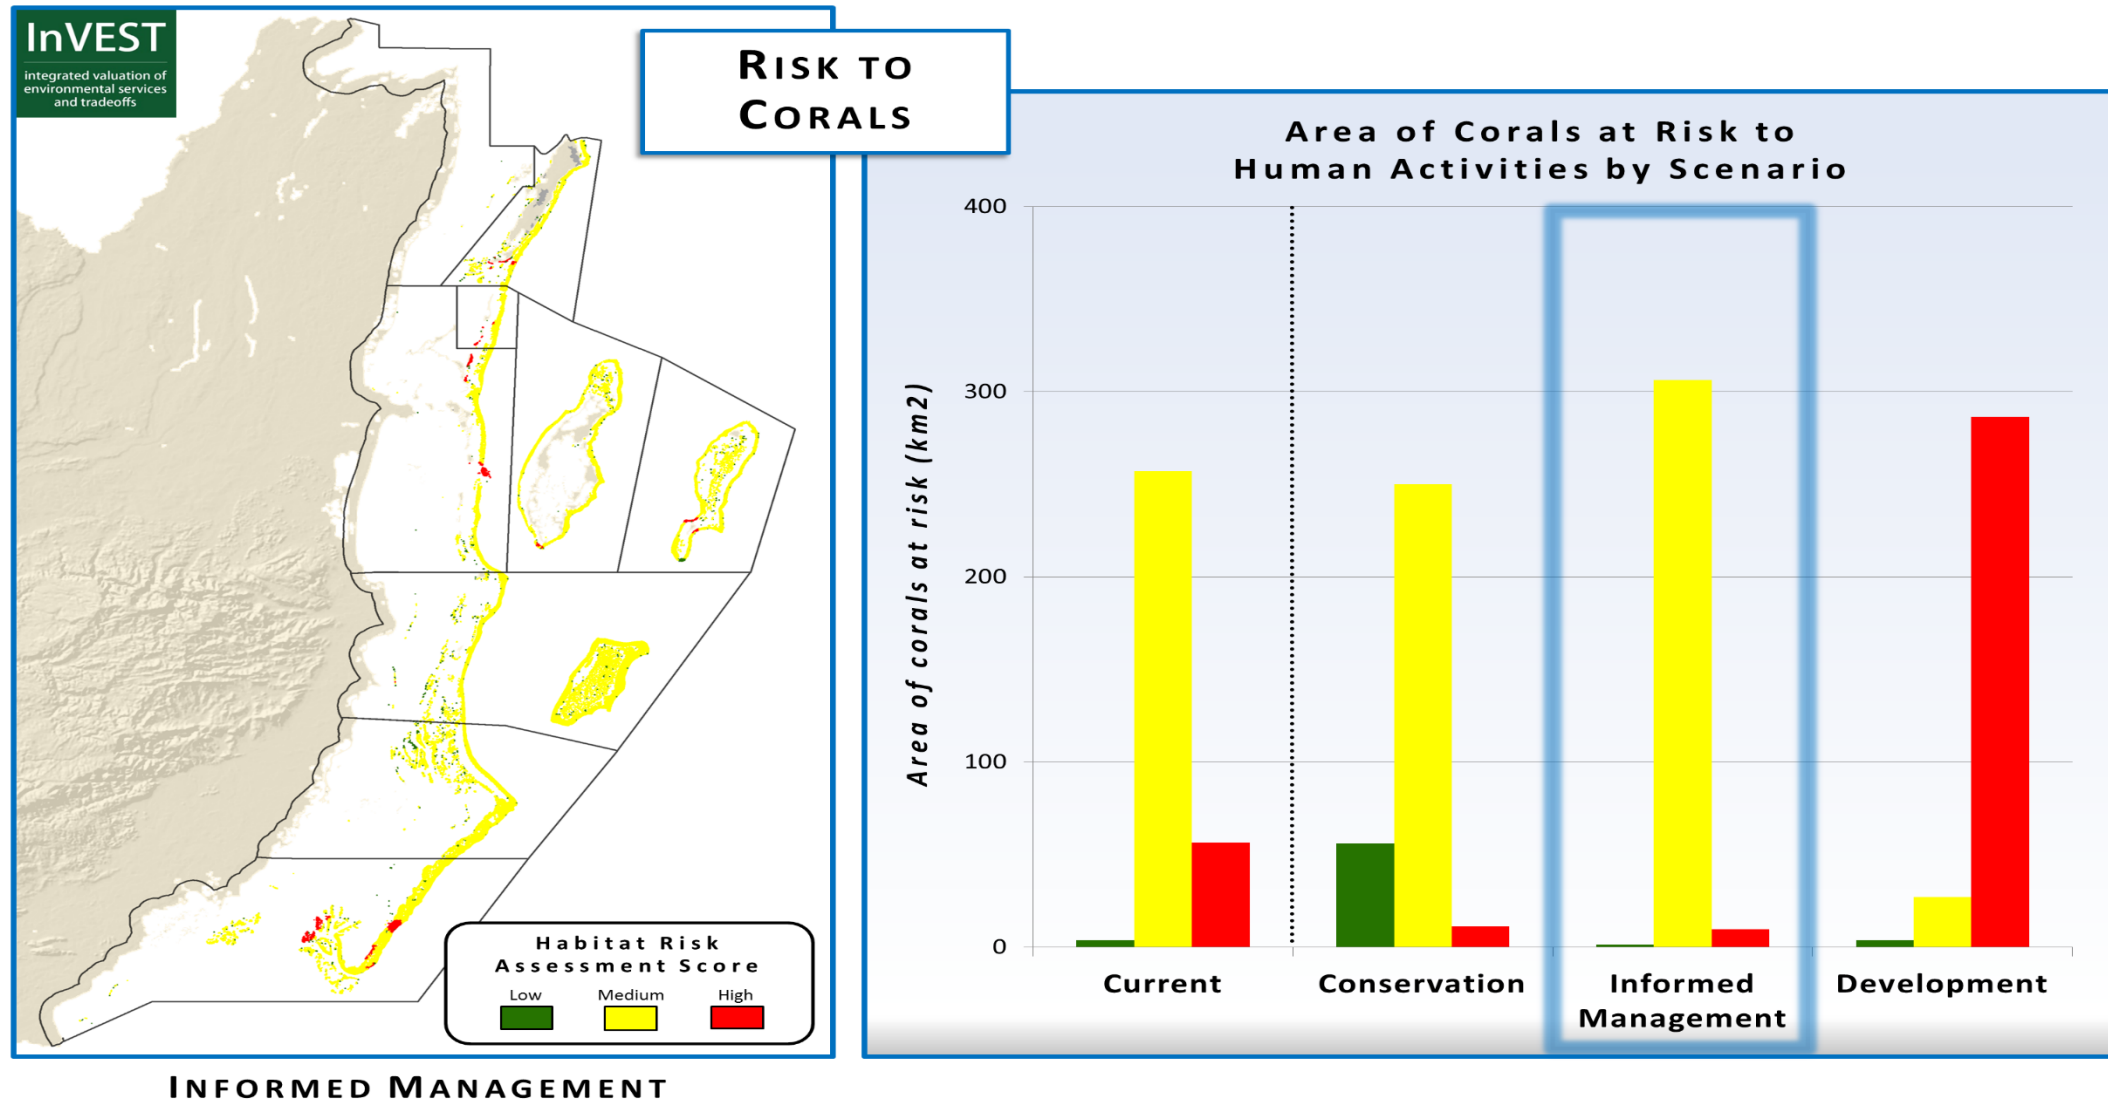 InVEST
integrated valuation of
environmental services
and tradeoffs
RISK TO
CORALS
Habitat Risk
Assessment Score
Low Medium High
INFORMED MANAGEMENT
Area of Corals at Risk to
Human Activities by Scenario
Area of corals at risk (km2)
400
300
200
100
0
Current Conservation Informed Management Development